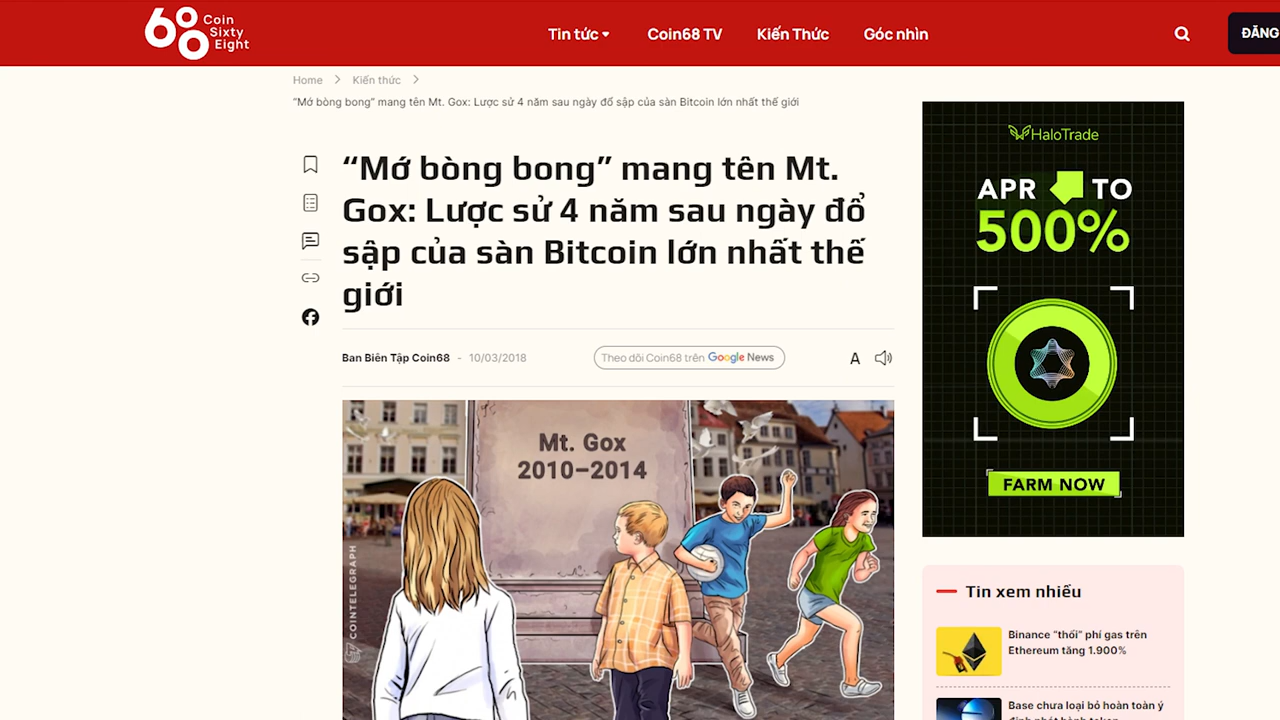 68 Coin
Sixty
Eight
Tin tức
Coin68 TV
Kiến Thức
Góc nhìn
ĐĂNG
Home > Kiến thức >
“Mớ bòng bong” mang tên Mt. Gox: Lược sử 4 năm sau ngày đổ sập của sàn Bitcoin lớn nhất thế giới
“Mớ bòng bong” mang tên Mt.
Gox: Lược sử 4 năm sau ngày đổ
sập của sàn Bitcoin lớn nhất thế
giới
Ban Biên Tập Coin68 - 10/03/2018
Theo dõi Coin68 trên Google News
A
Mt. Gox
2010–2014
COINTELEGRAPH
HaloTrade
APR TO
500%
FARM NOW
Tin xem nhiều
Binance “thổi” phí gas trên
Ethereum tăng 1.900%
Base chưa loại bỏ hoàn toàn ý
định phát hành token